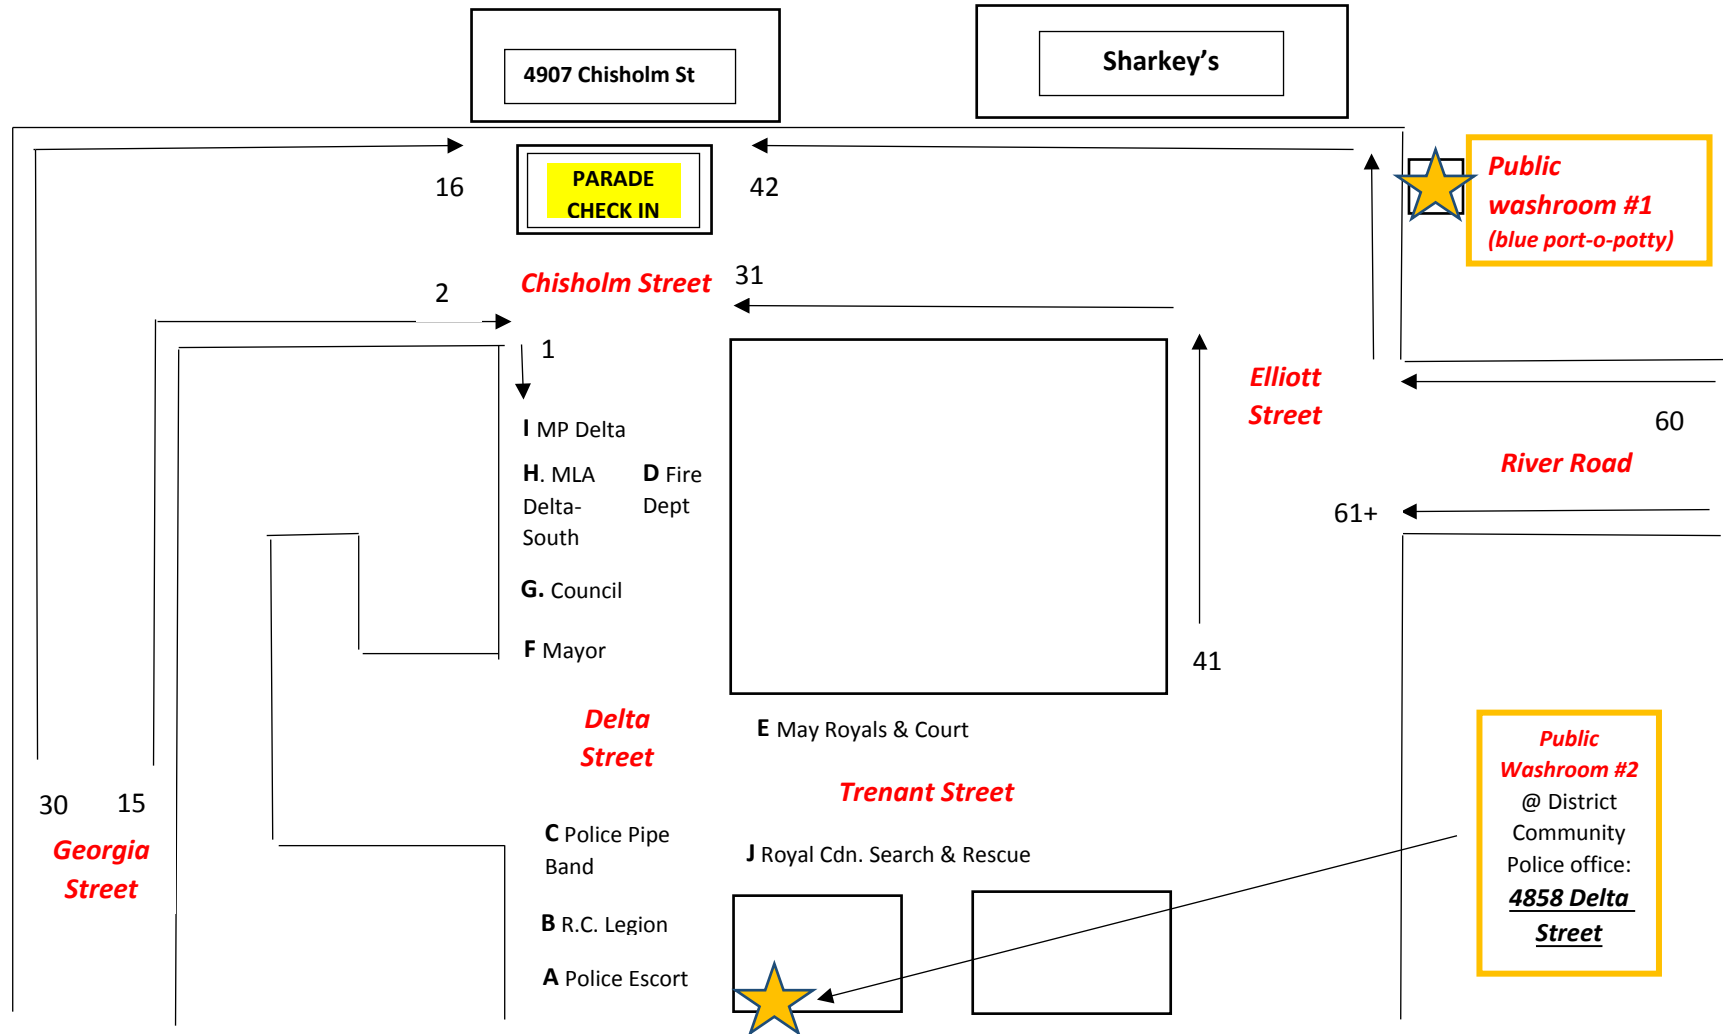 4907 Chisholm St
Sharkey's
PARADE
CHECK IN
16
42
Public
washroom #1
(blue port-o-potty)
2
Chisholm Street
31
1
Elliott
Street
60
River Road
61+
I MP Delta
H. MLA
Delta-
South
D Fire
Dept
G. Council
F Mayor
41
Delta
Street
E May Royals & Court
Trenant Street
30
15
Georgia
Street
C Police Pipe
Band
J Royal Cdn. Search & Rescue
B R.C. Legion
A Police Escort
Public
Washroom #2
@ District
Community
Police office:
4858 Delta
Street